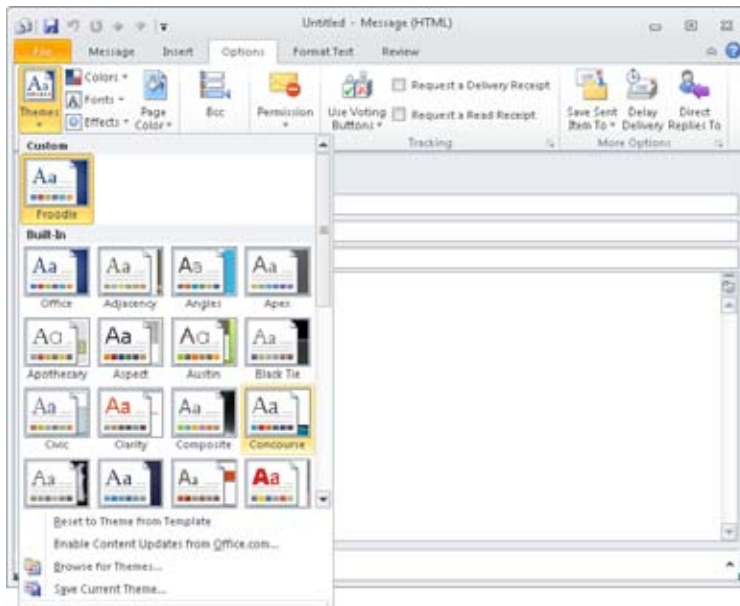 Untitled - Message (HTML)
File Message Insert Options Format Text Review
Themes
Colors
Fonts
Effects
Page Color
Bcc
Permission
Use Voting Buttons
Request a Delivery Receipt
Request a Read Receipt
Tracking
Save Sent Item To
Delay Delivery
Direct Replies To
More Options
Custom
Aa
Froodle
Built-In
Aa Aa Aa Aa
Office Adjacency Angles Apex
Aa Aa Aa Aa
Apothecary Aspect Austin Black Tie
Aa Aa Aa Aa
Civic Clarity Composite Concourse
Aa Aa Aa Aa
Reset to Theme from Template
Enable Content Updates from Office.com...
Browse for Themes...
Save Current Theme...